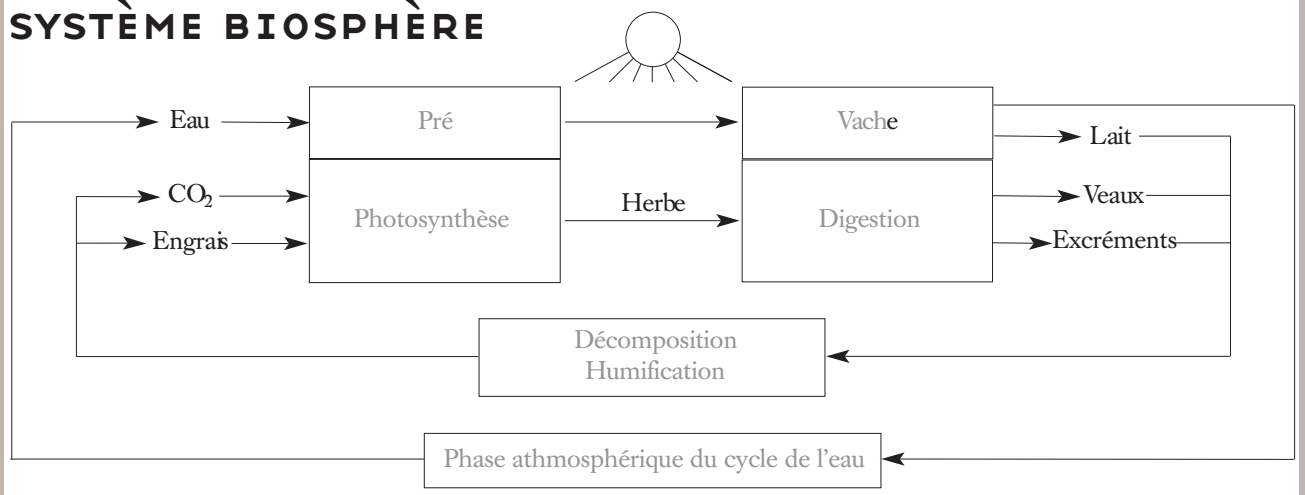 SYSTÈME BIOSPHÈRE
Eau
Pré
Vache
Lait
CO₂
Photosynthèse
Herbe
Digestion
Veaux
Engrais
Excréments
Décomposition
Humification
Phase athmosphérique du cycle de l'eau